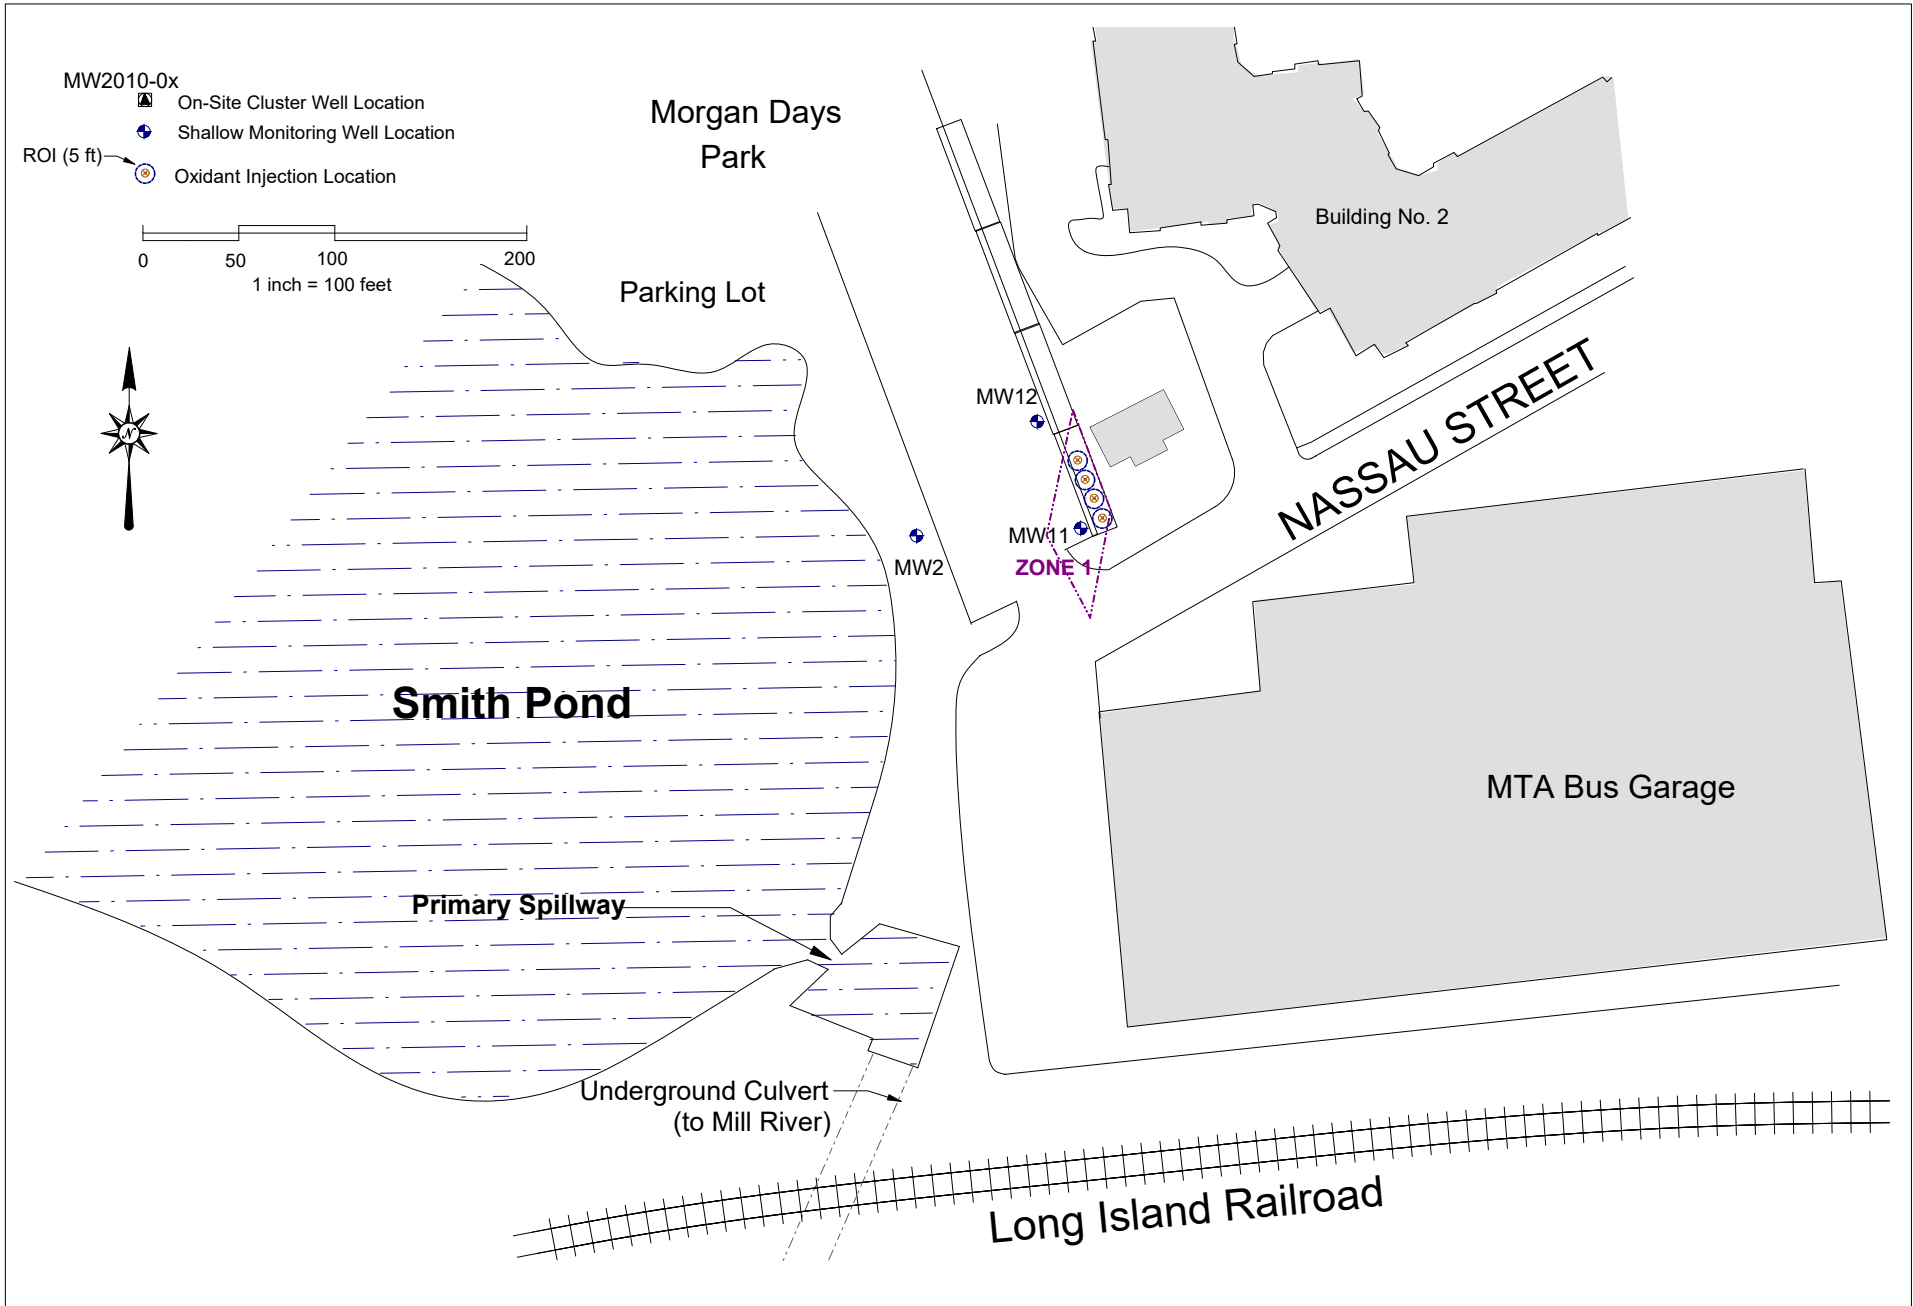 MW2010-0x
On-Site Cluster Well Location
Shallow Monitoring Well Location
ROI (5 ft)
Oxidant Injection Location
0 50 100 200
1 inch = 100 feet
N
Morgan Days
Park
Parking Lot
Building No. 2
NASSAU STREET
MW12
MW11
MW2
ZONE 1
Smith Pond
MTA Bus Garage
Primary Spillway
Underground Culvert
(to Mill River)
Long Island Railroad